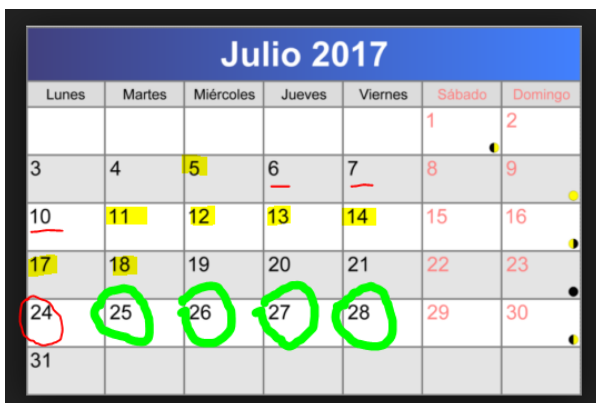 Julio 2017
Lunes Martes Miércoles Jueves Viernes Sábado Domingo
1 2
3 4 5 6 7 8 9
10 11 12 13 14 15 16
17 18 19 20 21 22 23
24 25 26 27 28 29 30
31